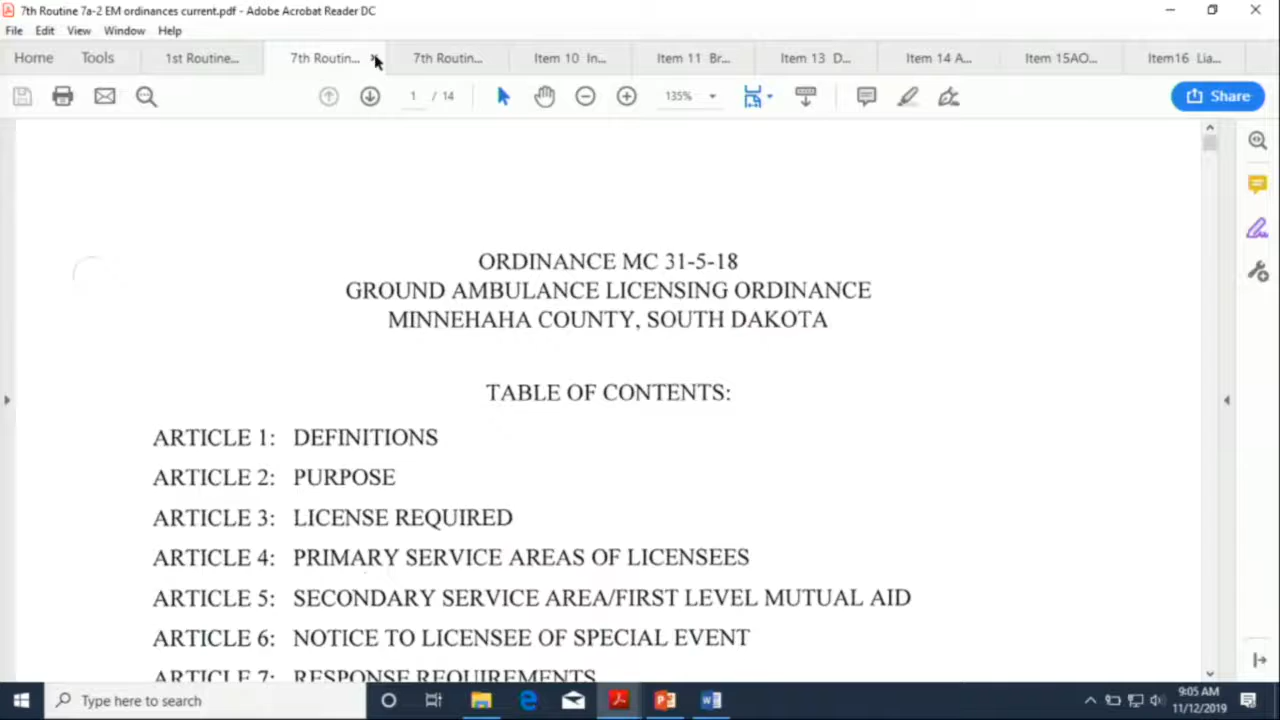 7th Routine 7a-2 EM ordinances current.pdf - Adobe Acrobat Reader DC
File Edit View Window Help
Home Tools 1st Routine... 7th Routin... 7th Routin... Item 10 In... Item 11 Br... Item 13 D... Item 14 A... Item 15AO... Item16 Lia...
1 / 14 135% Share
ORDINANCE MC 31-5-18
GROUND AMBULANCE LICENSING ORDINANCE
MINNEHAHA COUNTY, SOUTH DAKOTA
TABLE OF CONTENTS:
ARTICLE 1: DEFINITIONS
ARTICLE 2: PURPOSE
ARTICLE 3: LICENSE REQUIRED
ARTICLE 4: PRIMARY SERVICE AREAS OF LICENSEES
ARTICLE 5: SECONDARY SERVICE AREA/FIRST LEVEL MUTUAL AID
ARTICLE 6: NOTICE TO LICENSEE OF SPECIAL EVENT
ARTICLE 7: RESPONSE REQUIREMENTS
Type here to search
9:05 AM
11/12/2019